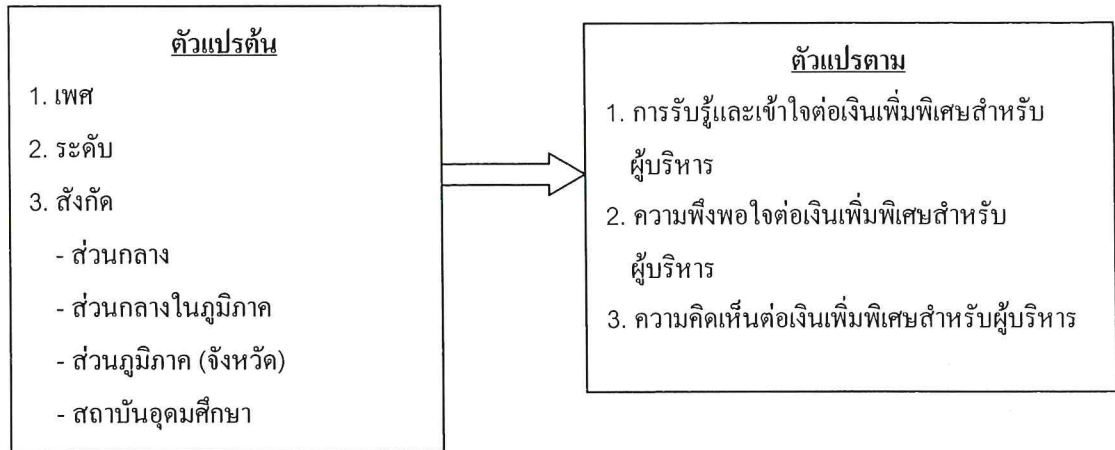 ตัวแปรต้น
1. เพศ
2. ระดับ
3. สังกัด
- ส่วนกลาง
- ส่วนกลางในภูมิภาค
- ส่วนภูมิภาค (จังหวัด)
- สถาบันอุดมศึกษา
ตัวแปรตาม
1. การรับรู้และเข้าใจต่อเงินเพิ่มพิเศษสำหรับ
ผู้บริหาร
2. ความพึงพอใจต่อเงินเพิ่มพิเศษสำหรับ
ผู้บริหาร
3. ความคิดเห็นต่อเงินเพิ่มพิเศษสำหรับผู้บริหาร